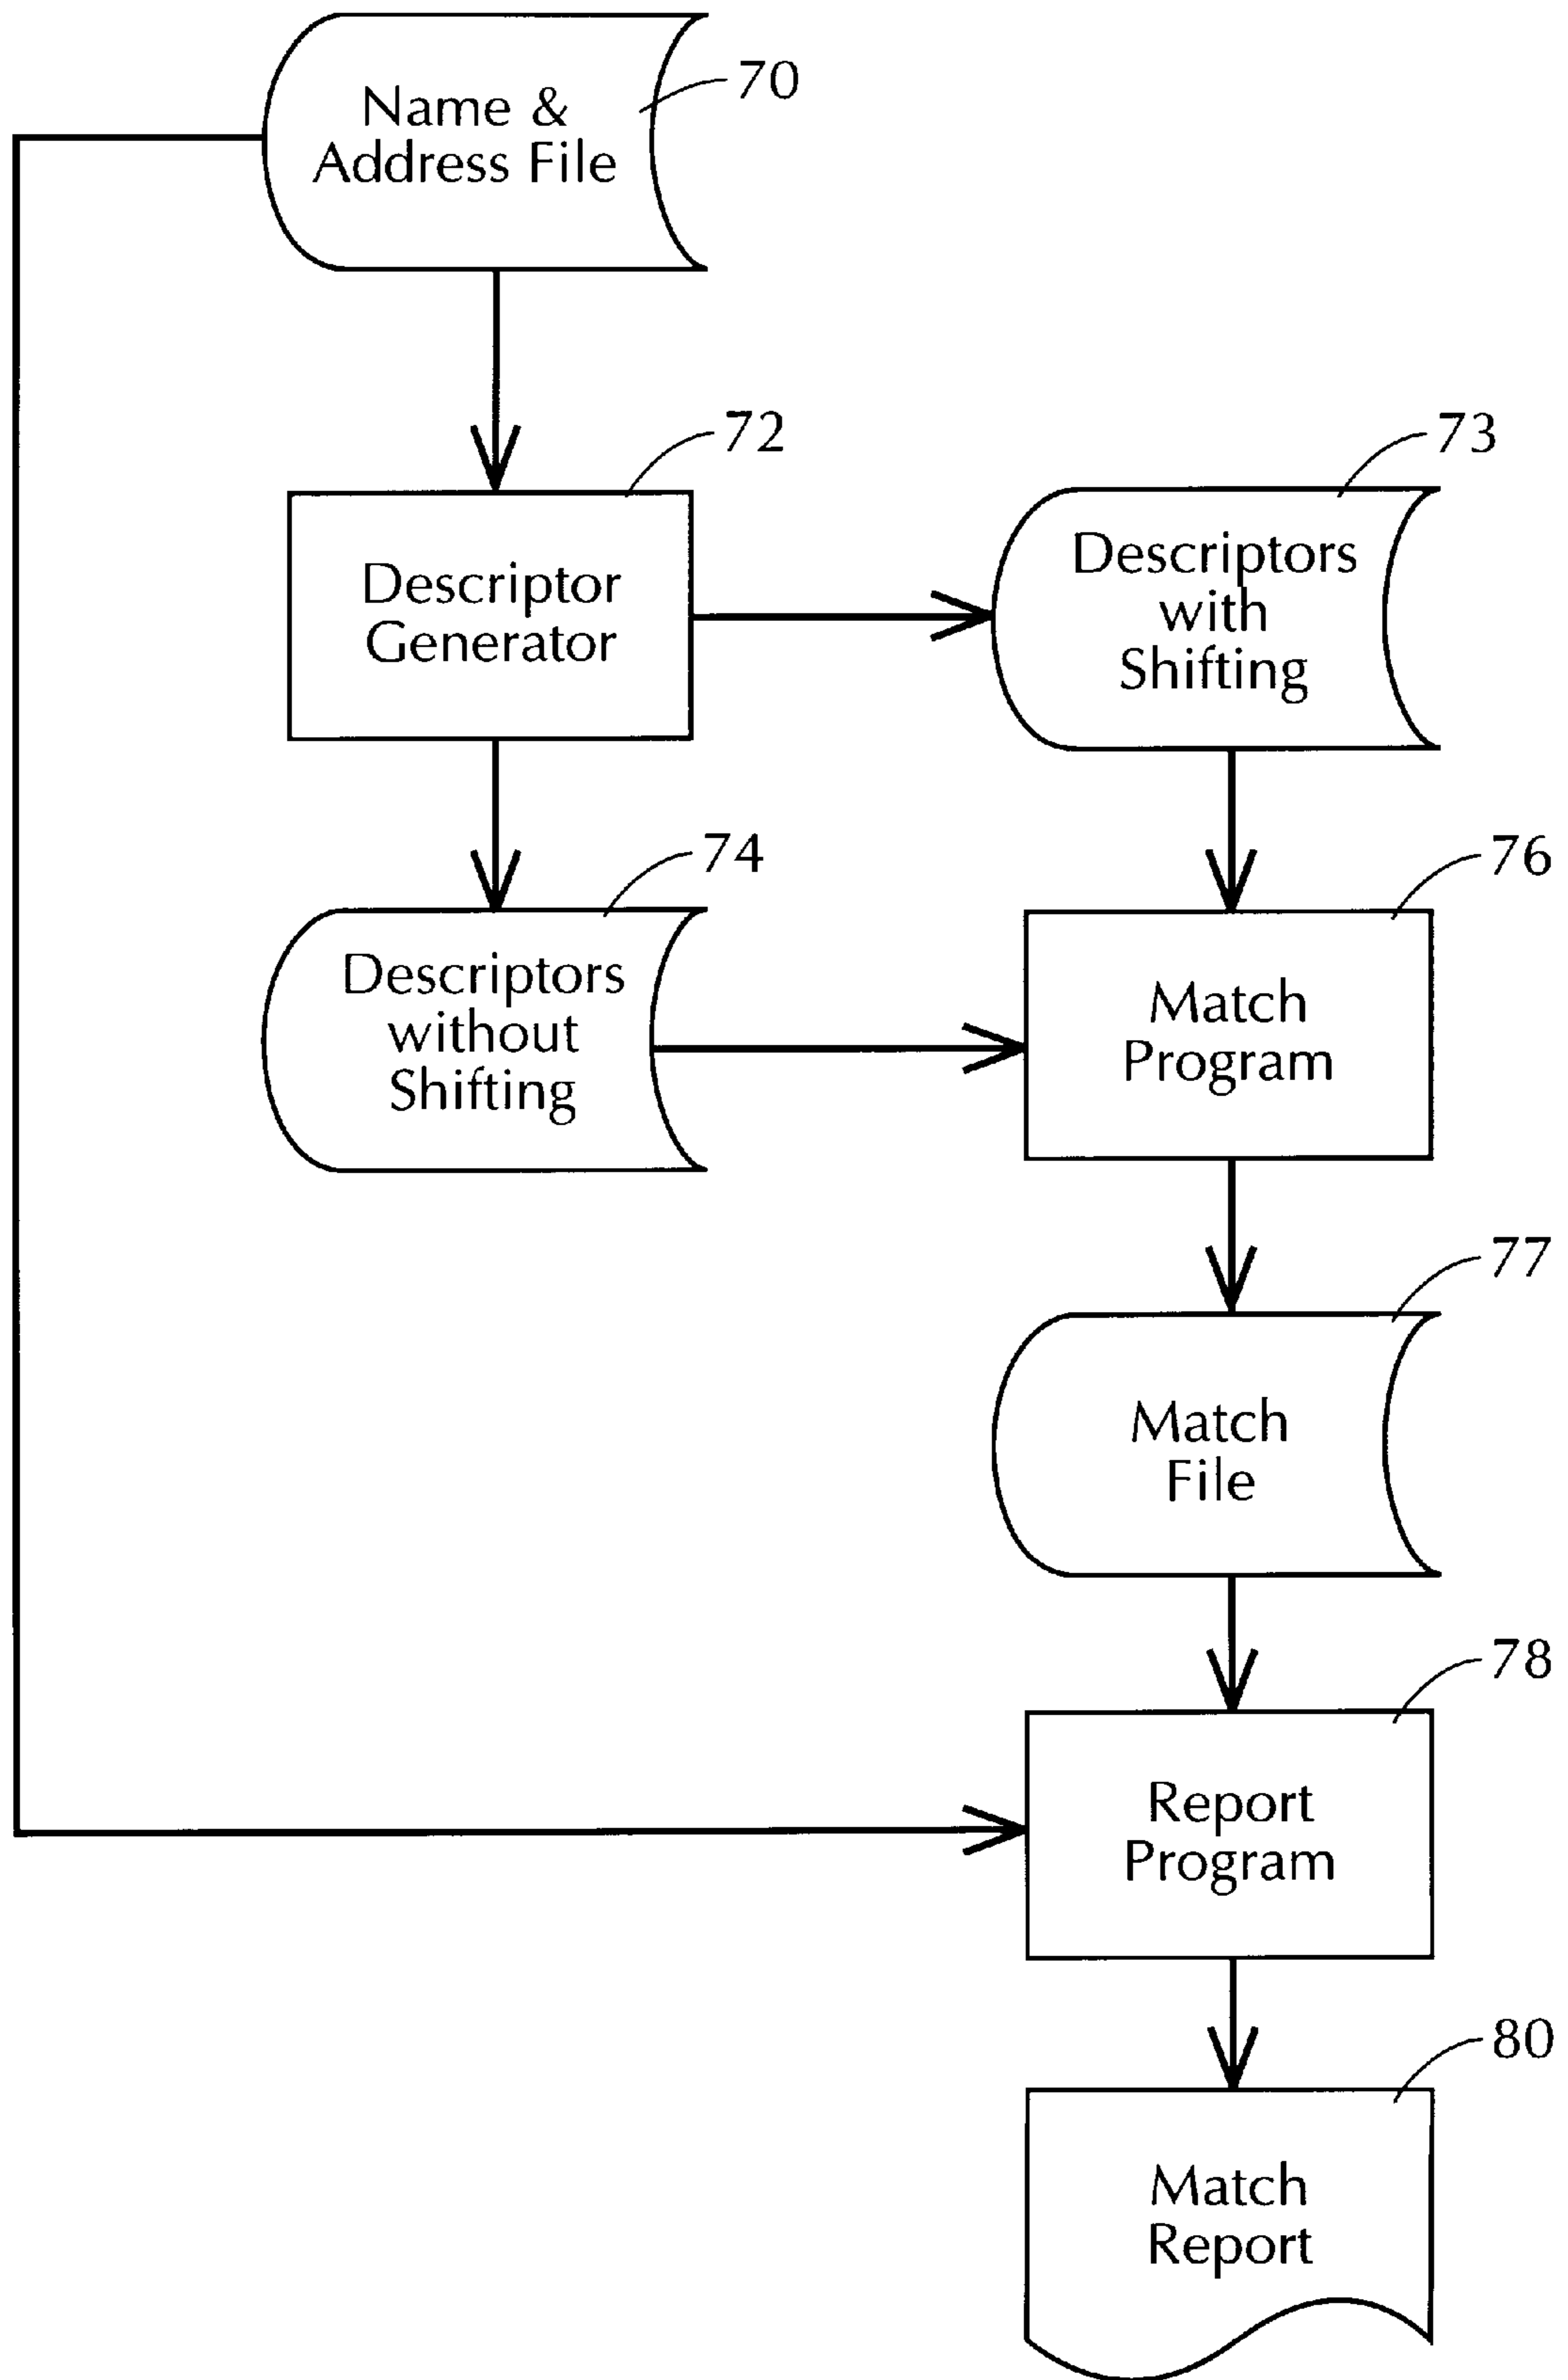 70
Name &
Address File
72
73
Descriptor
Generator
Descriptors
with
Shifting
74
76
Descriptors
without
Shifting
Match
Program
77
Match
File
78
Report
Program
80
Match
Report